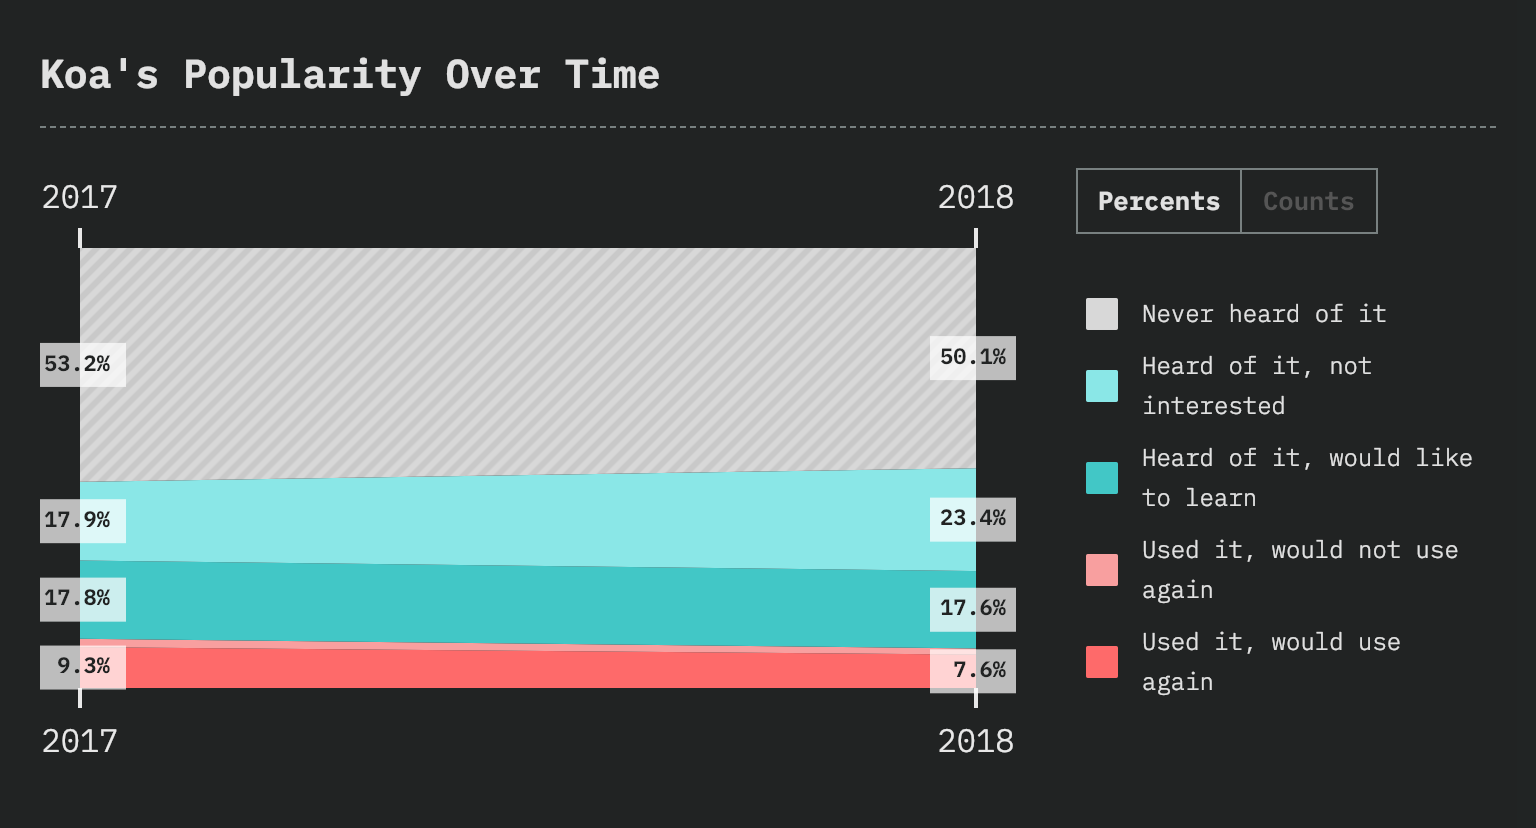 Koa's Popularity Over Time
2017
2018
Percents
Counts
53.2%
50.1%
17.9%
23.4%
17.8%
17.6%
9.3%
7.6%
2017
2018
Never heard of it
Heard of it, not
interested
Heard of it, would like
to learn
Used it, would not use
again
Used it, would use
again